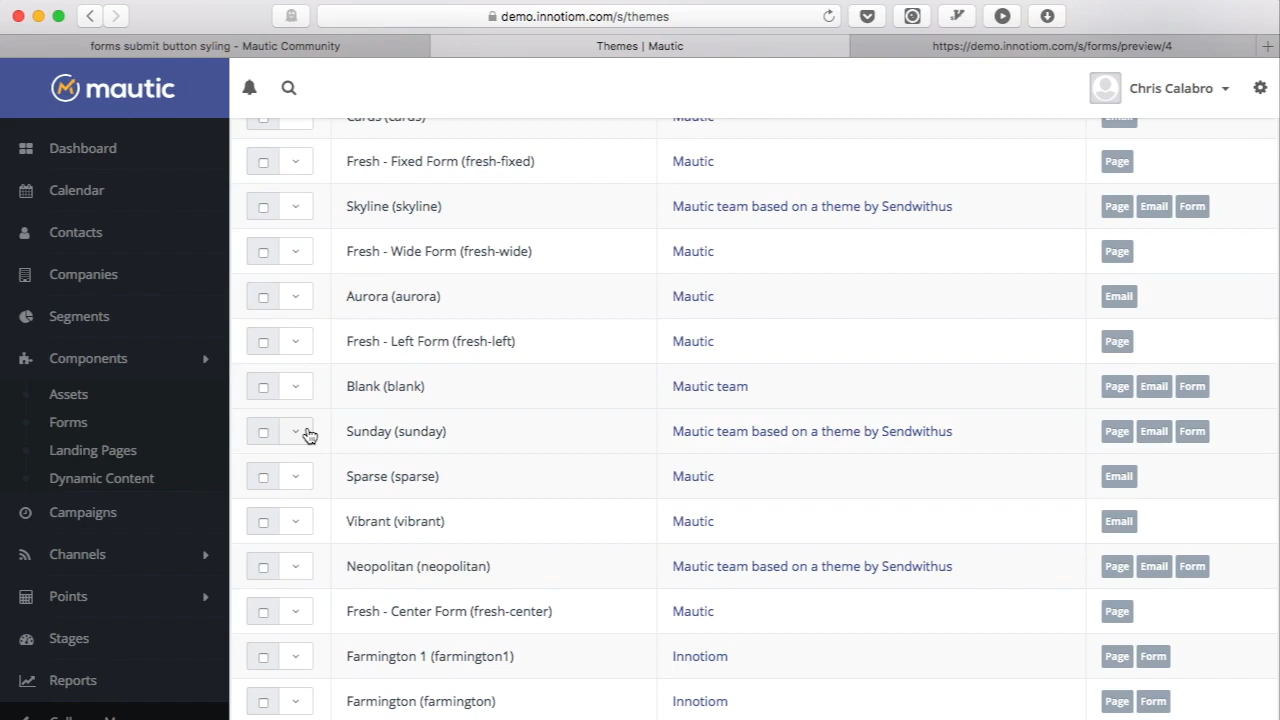 demo.innotiom.com/s/themes
forms submit button syling - Mautic Community
Themes | Mautic
https://demo.innotiom.com/s/forms/preview/4
mautic
Chris Calabro
Dashboard
Calendar
Contacts
Companies
Segments
Components
Assets
Forms
Landing Pages
Dynamic Content
Campaigns
Channels
Points
Stages
Reports
Cards (cards) Mautic Email
Fresh - Fixed Form (fresh-fixed) Mautic Page
Skyline (skyline) Mautic team based on a theme by Sendwithus Page Email Form
Fresh - Wide Form (fresh-wide) Mautic Page
Aurora (aurora) Mautic Email
Fresh - Left Form (fresh-left) Mautic Page
Blank (blank) Mautic team Page Email Form
Sunday (sunday) Mautic team based on a theme by Sendwithus Page Email Form
Sparse (sparse) Mautic Email
Vibrant (vibrant) Mautic Email
Neopolitan (neopolitan) Mautic team based on a theme by Sendwithus Page Email Form
Fresh - Center Form (fresh-center) Mautic Page
Farmington 1 (farmington1) Innotiom Page Form
Farmington (farmington) Innotiom Page Form